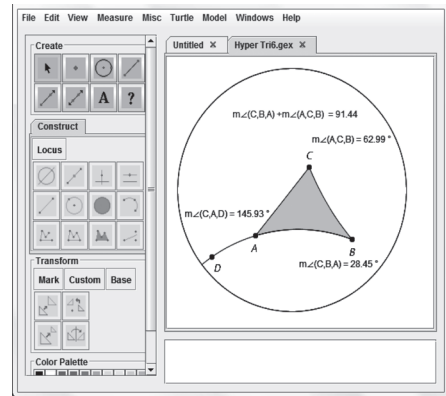 File Edit View Measure Misc Turtle Model Windows Help
Create
A ?
Construct
Locus
Transform
Mark Custom Base
Color Palette
Untitled × Hyper Tri6.gex ×
m∠(C,B,A) +m∠(A,C,B) = 91.44
m∠(A,C,B) = 62.99 °
C
m∠(C,A,D) = 145.93 °
A
B
D
m∠(C,B,A) = 28.45 °